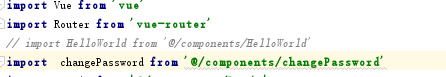 import Vue from 'vue'
import Router from 'vue-router'
// import HelloWorld from '@/components/HelloWorld'
import  changePassword from '@/components/changePassword'